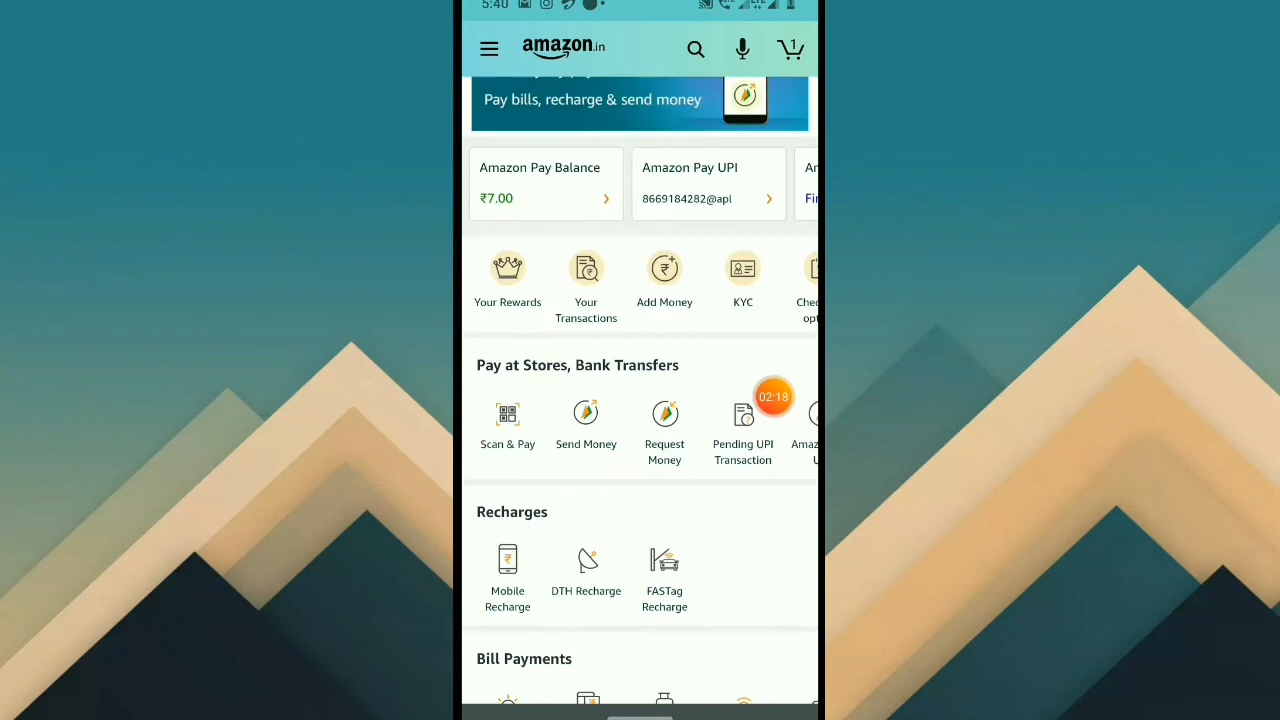 5:40
amazon.in
1
Pay bills, recharge & send money
Amazon Pay Balance
₹7.00
Amazon Pay UPI
8669184282@apl
Your Rewards
Your
Transactions
Add Money
KYC
Pay at Stores, Bank Transfers
02:18
Scan & Pay
Send Money
Request
Money
Pending UPI
Transaction
Recharges
Mobile
Recharge
DTH Recharge
FASTag
Recharge
Bill Payments